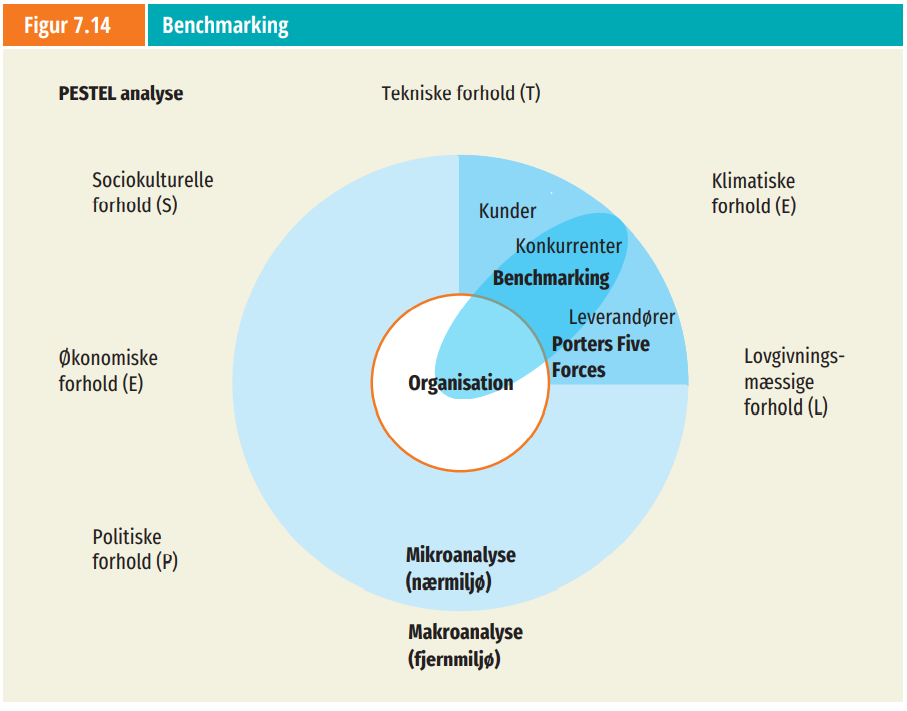 Figur 7.14
Benchmarking
PESTEL analyse
Tekniske forhold (T)
Sociokulturelle
forhold (S)
Klimatiske
forhold (E)
Kunder
Konkurrenter
Benchmarking
Leverandører
Porters Five
Forces
Økonomiske
forhold (E)
Lovgivnings-
mæssige
forhold (L)
Organisation
Politiske
forhold (P)
Mikroanalyse
(nærmiljø)
Makroanalyse
(fjernmiljø)